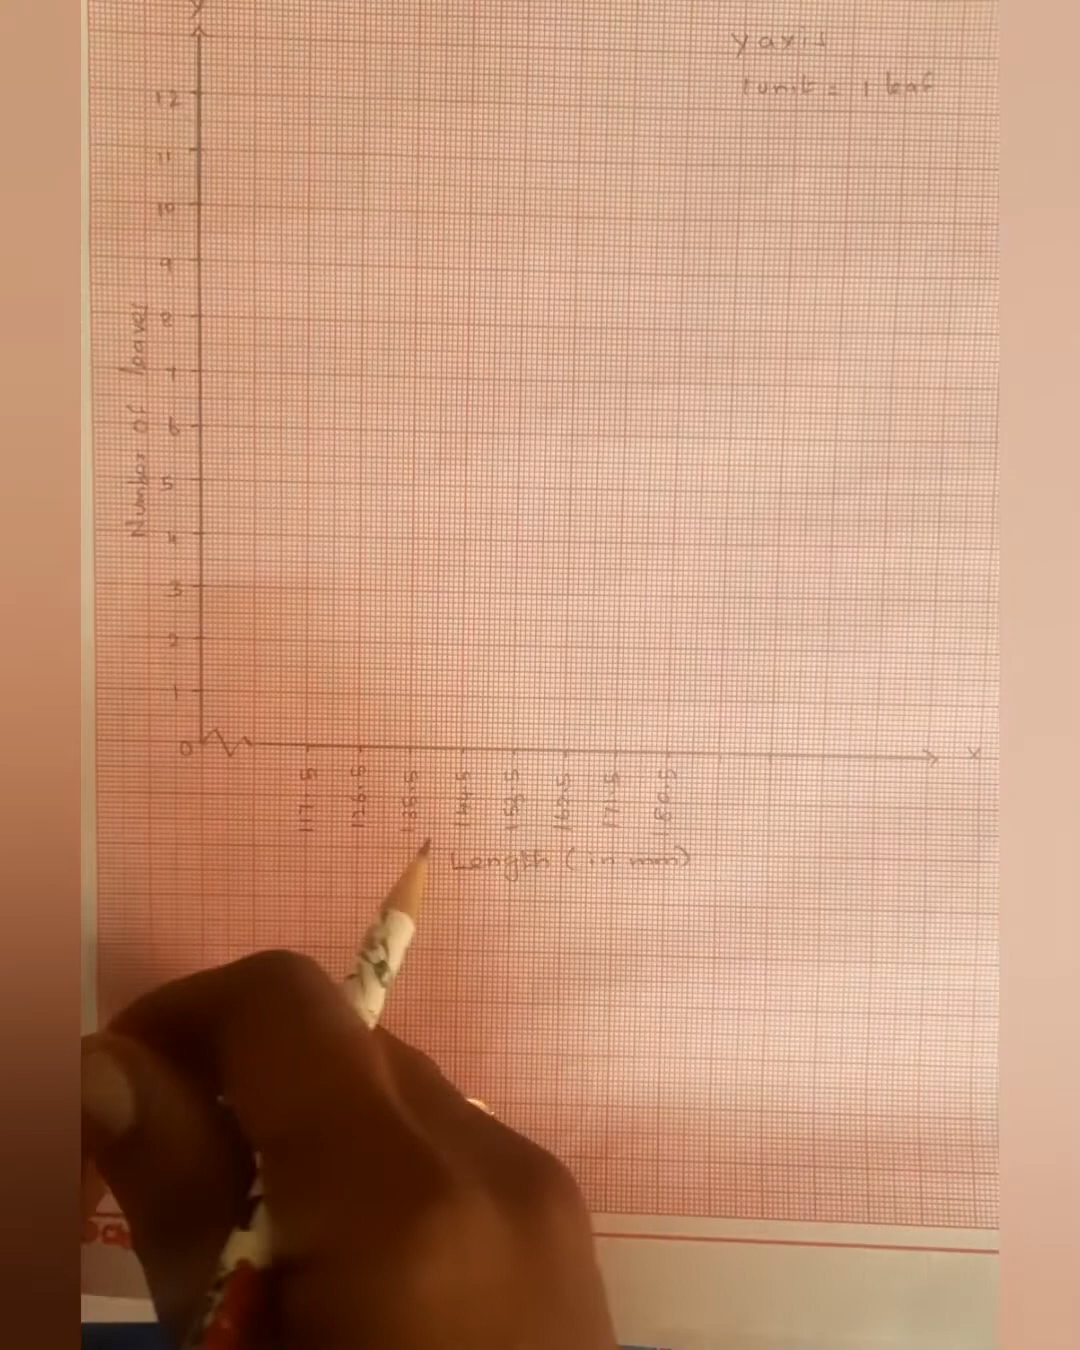 Y
y axis
1 unit = 1 leaf
12
11
10
9
8
7
6
5
4
3
2
1
0
Number of leaves
X
117.5 126.5 135.5 144.5 153.5 162.5 171.5 180.5
Length (in mm)